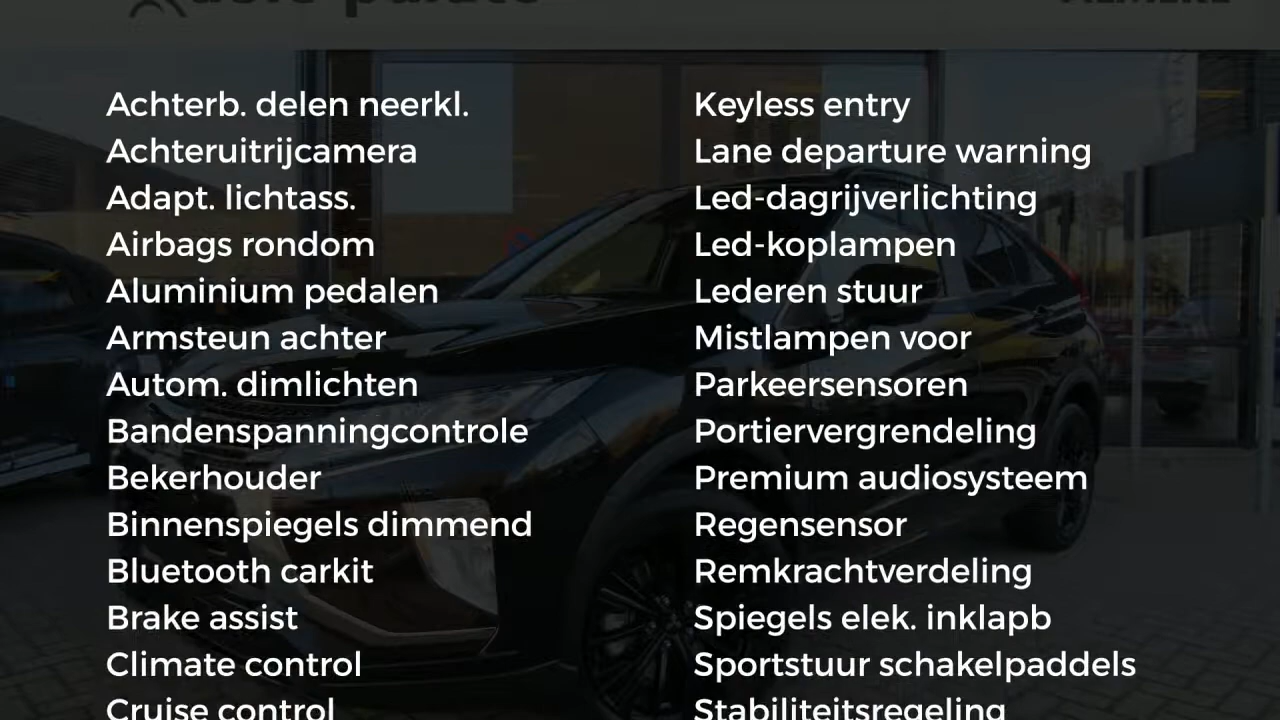 Achterb. delen neerkl.
Achteruitrijcamera
Adapt. lichtass.
Airbags rondom
Aluminium pedalen
Armsteun achter
Autom. dimlichten
Bandenspanningcontrole
Bekerhouder
Binnenspiegels dimmend
Bluetooth carkit
Brake assist
Climate control
Cruise control
Keyless entry
Lane departure warning
Led-dagrijverlichting
Led-koplampen
Lederen stuur
Mistlampen voor
Parkeersensoren
Portiervergrendeling
Premium audiosysteem
Regensensor
Remkrachtverdeling
Spiegels elek. inklapb
Sportstuur schakelpaddels
Stabiliteitsregeling